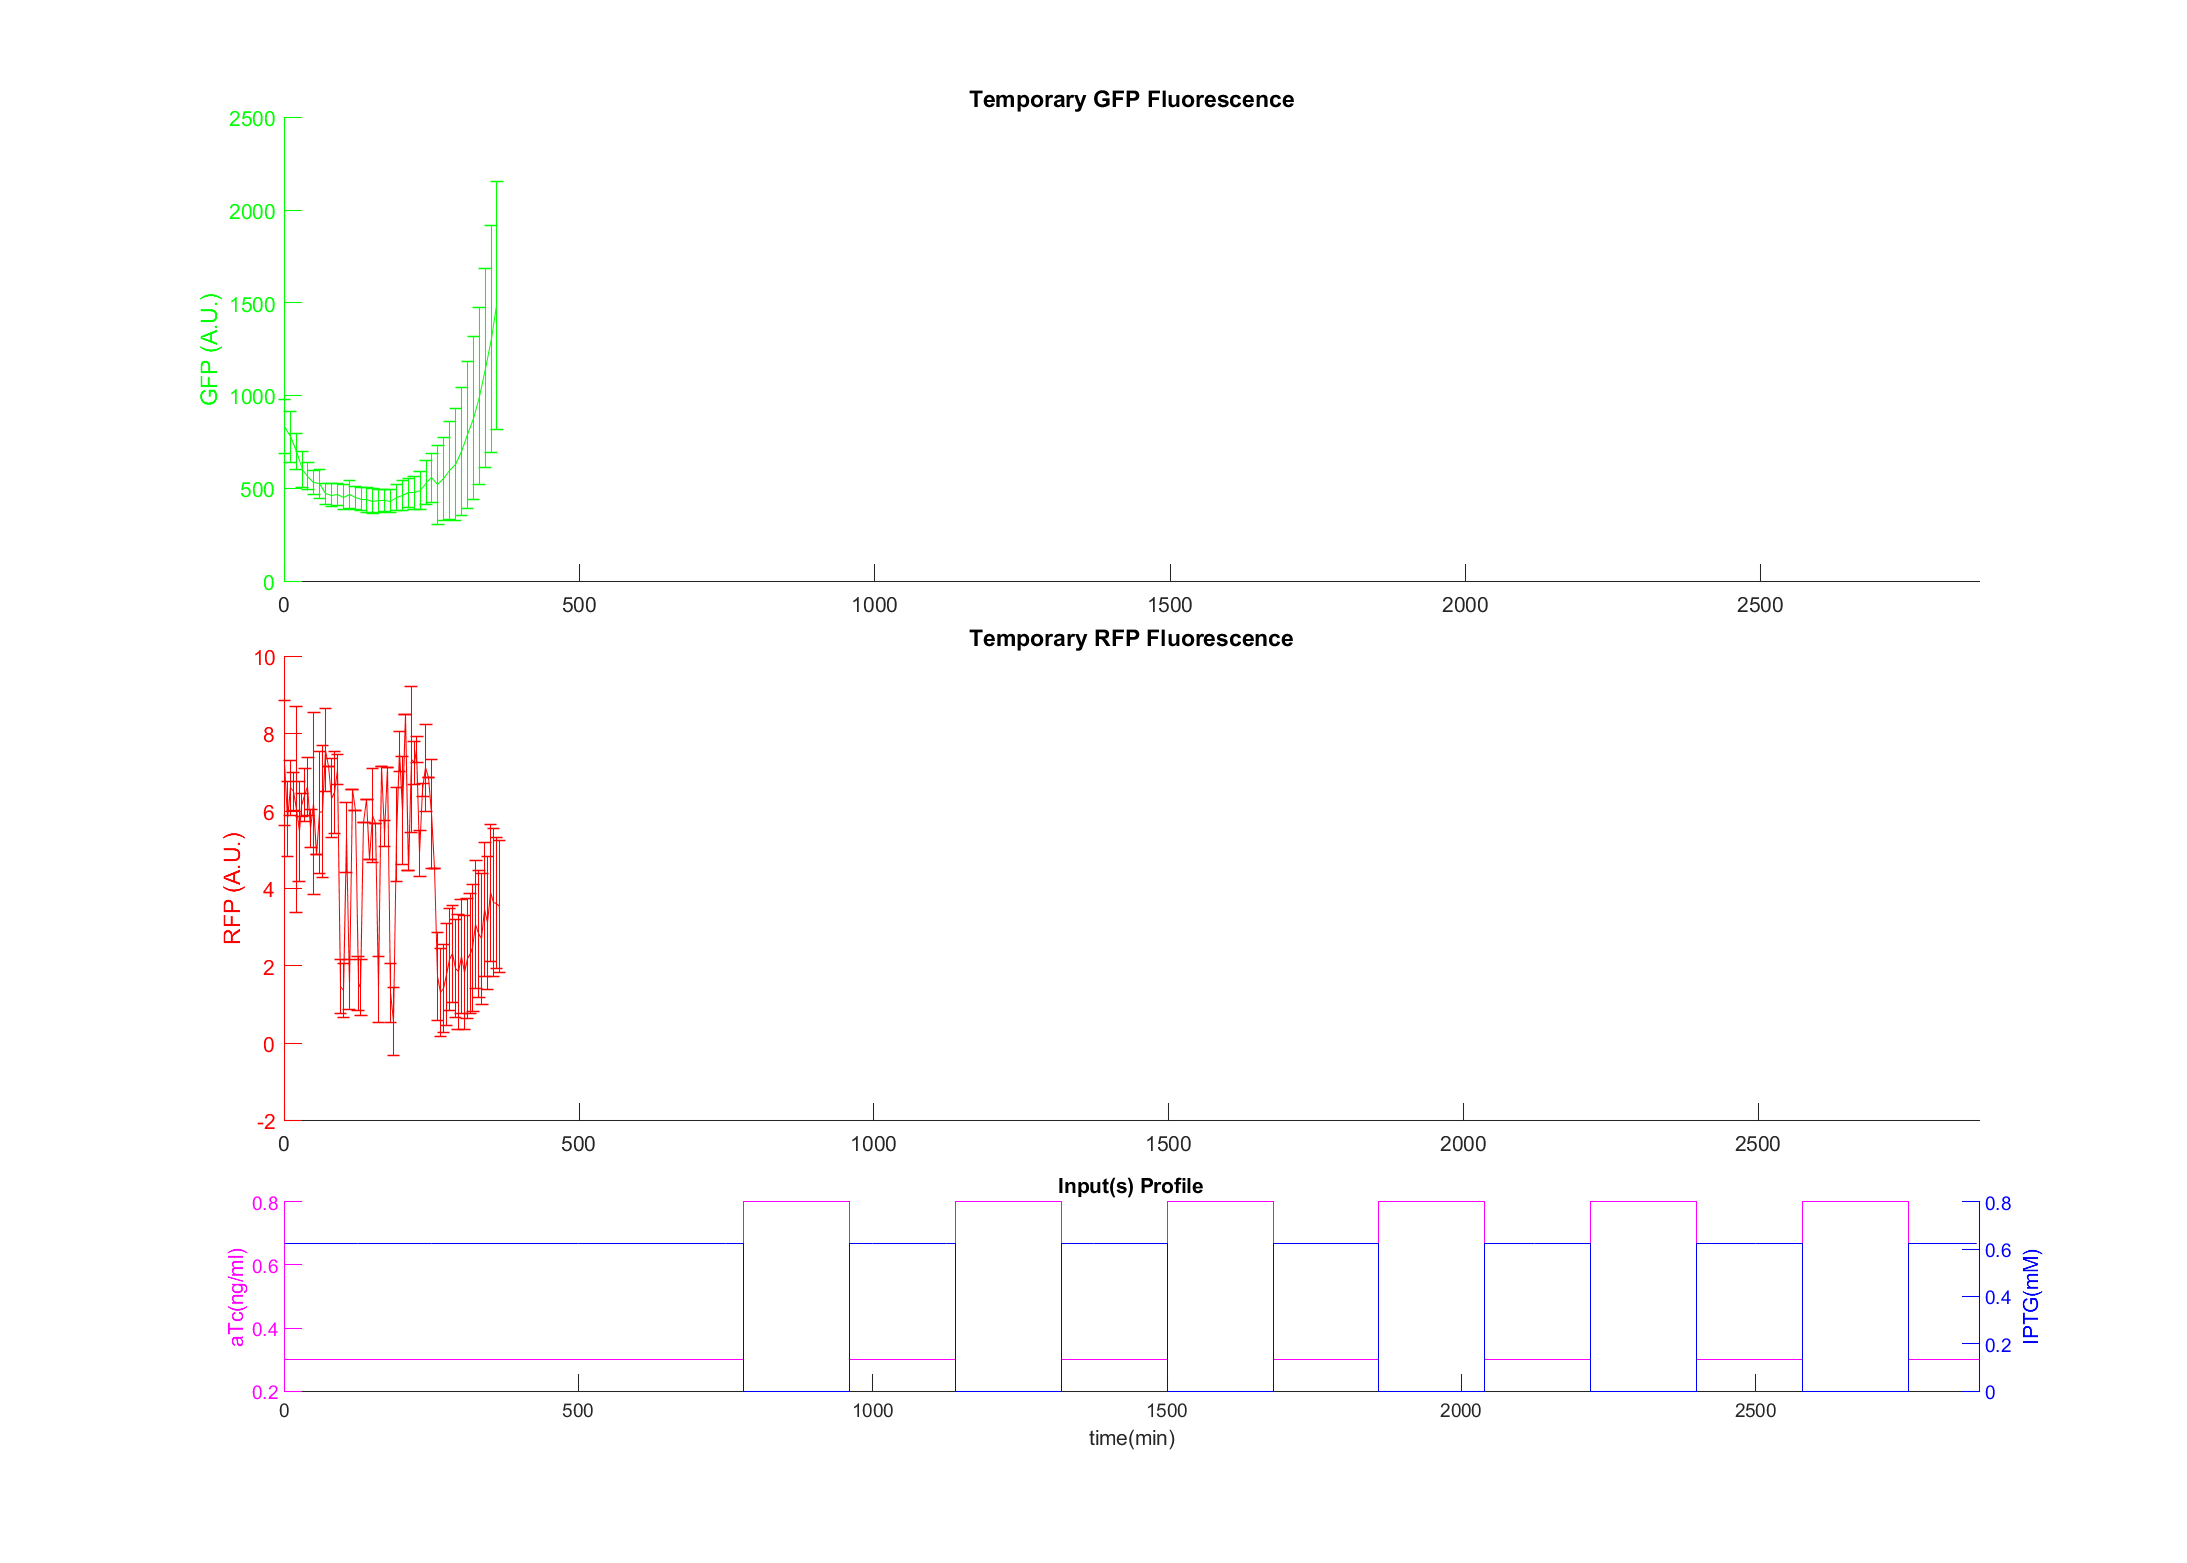 Temporary GFP Fluorescence
2500
2000
1500
1000
500
0
GFP (A.U.)
0 500 1000 1500 2000 2500
Temporary RFP Fluorescence
10
8
6
4
2
0
-2
RFP (A.U.)
0 500 1000 1500 2000 2500
Input(s) Profile
0.8
0.6
0.4
0.2
aTc(ng/ml)
0.8
0.6
0.4
0.2
0
IPTG(mM)
0 500 1000 1500 2000 2500
time(min)